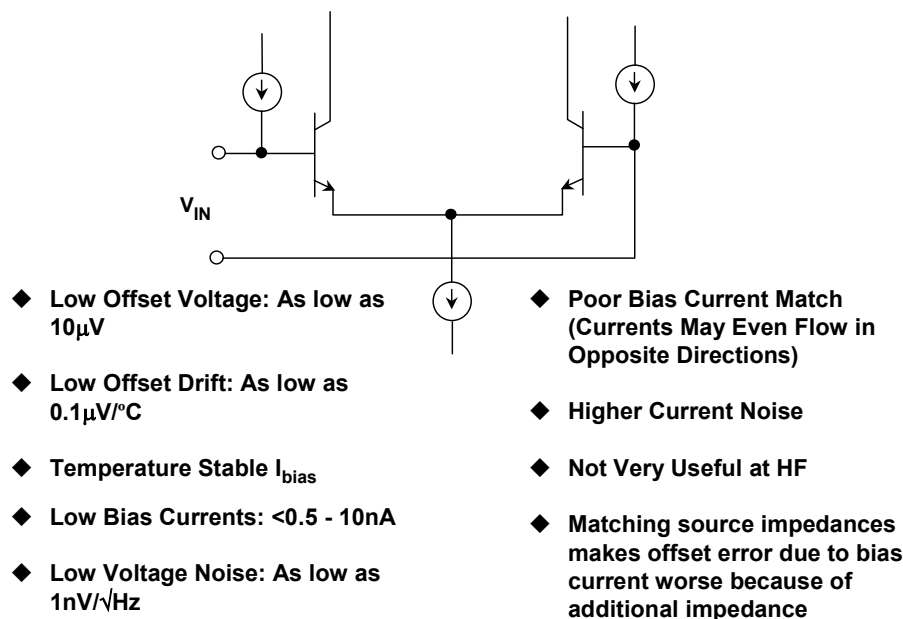 V_IN
◆ Low Offset Voltage: As low as
10μV
◆ Low Offset Drift: As low as
0.1μV/ºC
◆ Temperature Stable I_bias
◆ Low Bias Currents: <0.5 - 10nA
◆ Low Voltage Noise: As low as
1nV/√Hz
◆ Poor Bias Current Match
(Currents May Even Flow in
Opposite Directions)
◆ Higher Current Noise
◆ Not Very Useful at HF
◆ Matching source impedances
makes offset error due to bias
current worse because of
additional impedance